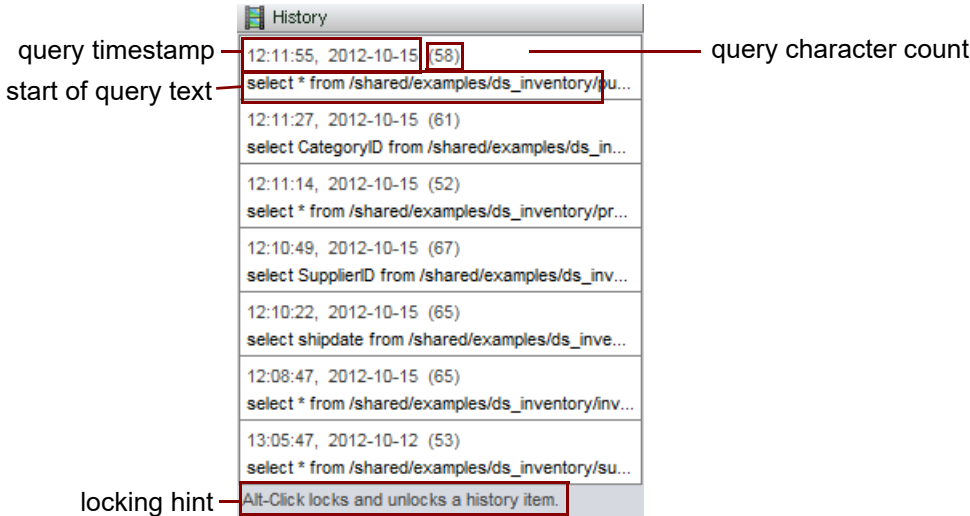 History
query timestamp
12:11:55, 2012-10-15 (58)
query character count
start of query text
select * from /shared/examples/ds_inventory/pu...
12:11:27, 2012-10-15 (61)
select CategoryID from /shared/examples/ds_in...
12:11:14, 2012-10-15 (52)
select * from /shared/examples/ds_inventory/pr...
12:10:49, 2012-10-15 (67)
select SupplierID from /shared/examples/ds_inv...
12:10:22, 2012-10-15 (65)
select shipdate from /shared/examples/ds_inve...
12:08:47, 2012-10-15 (65)
select * from /shared/examples/ds_inventory/inv...
13:05:47, 2012-10-12 (53)
select * from /shared/examples/ds_inventory/su...
locking hint
Alt-Click locks and unlocks a history item.